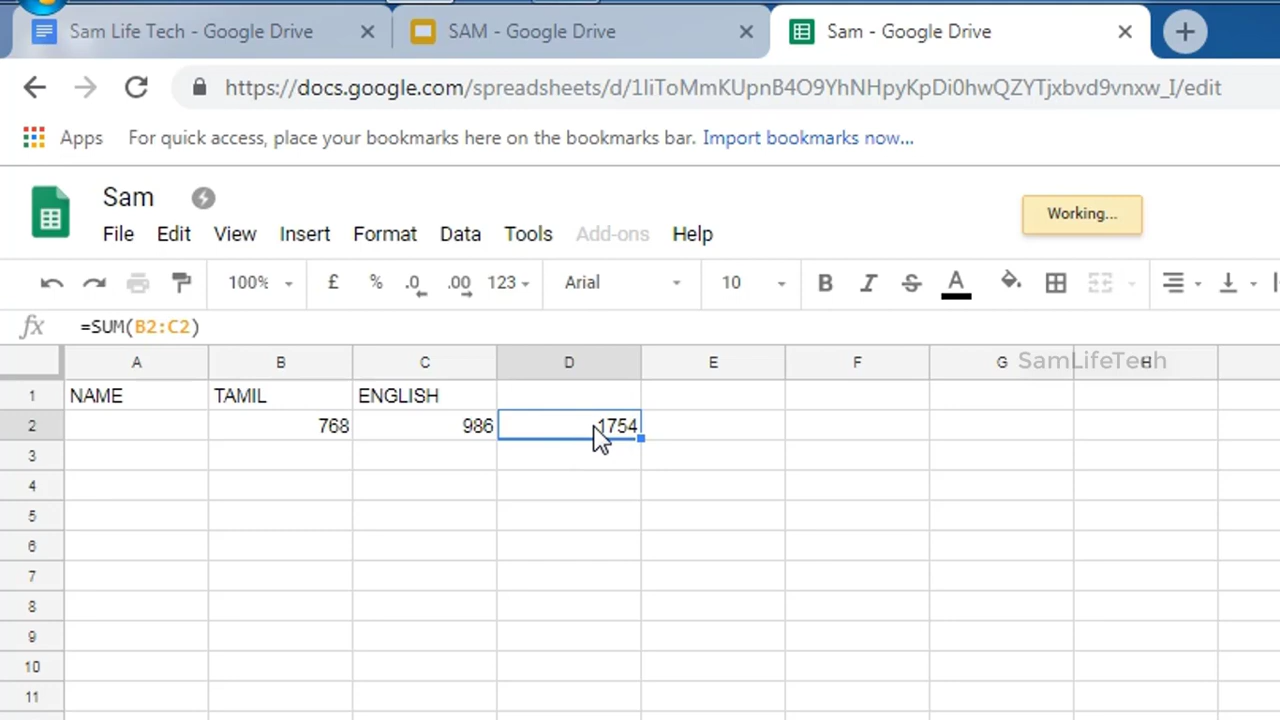 Sam Life Tech - Google Drive SAM - Google Drive Sam - Google Drive
https://docs.google.com/spreadsheets/d/1IiToMmKUpnB4O9YhNHpyKpDi0hwQZYTjxbvd9vnxw_I/edit
Apps For quick access, place your bookmarks here on the bookmarks bar. Import bookmarks now...
Sam
Working...
File Edit View Insert Format Data Tools Add-ons Help
100% £ % .0 .00 123 Arial 10 B I S A
fx =SUM(B2:C2)
A B C D E F G H
SamLifeTech
1 NAME TAMIL ENGLISH
2 768 986 1754
3
4
5
6
7
8
9
10
11